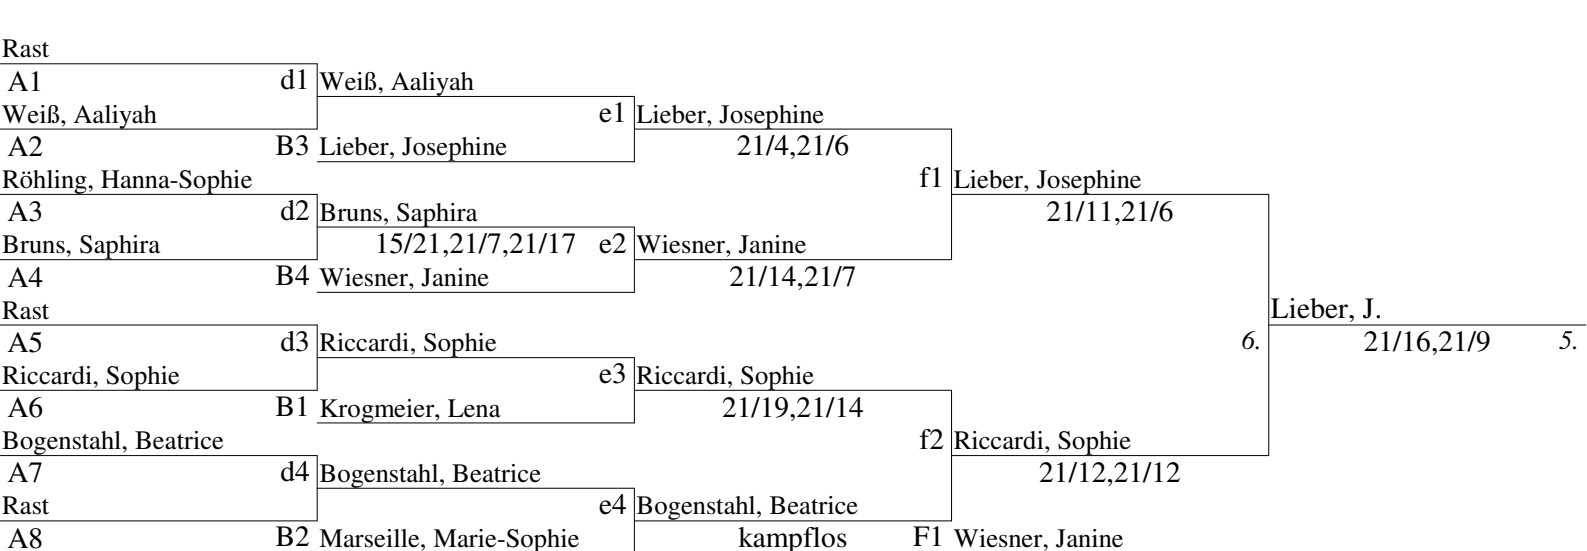 Rast
A1 d1 Weiß, Aaliyah
Weiß, Aaliyah e1 Lieber, Josephine
A2 B3 Lieber, Josephine 21/4,21/6
Röhling, Hanna-Sophie f1 Lieber, Josephine
A3 d2 Bruns, Saphira 21/11,21/6
Bruns, Saphira 15/21,21/7,21/17 e2 Wiesner, Janine
A4 B4 Wiesner, Janine 21/14,21/7
Rast Lieber, J.
A5 d3 Riccardi, Sophie 6. 21/16,21/9 5.
Riccardi, Sophie e3 Riccardi, Sophie
A6 B1 Krogmeier, Lena 21/19,21/14
Bogenstahl, Beatrice f2 Riccardi, Sophie
A7 d4 Bogenstahl, Beatrice 21/12,21/12
Rast e4 Bogenstahl, Beatrice
A8 B2 Marseille, Marie-Sophie kampflos F1 Wiesner, Janine